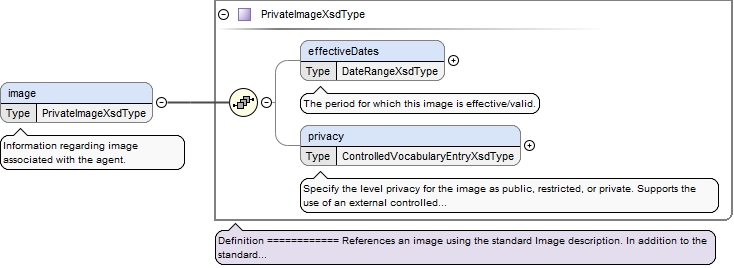 PrivateImageXsdType
effectiveDates
Type DateRangeXsdType
The period for which this image is effective/valid.
image
Type PrivateImageXsdType
Information regarding image
associated with the agent.
privacy
Type ControlledVocabularyEntryXsdType
Specify the level privacy for the image as public, restricted, or private. Supports the
use of an external controlled...
Definition ============ References an image using the standard Image description. In addition to the
standard...